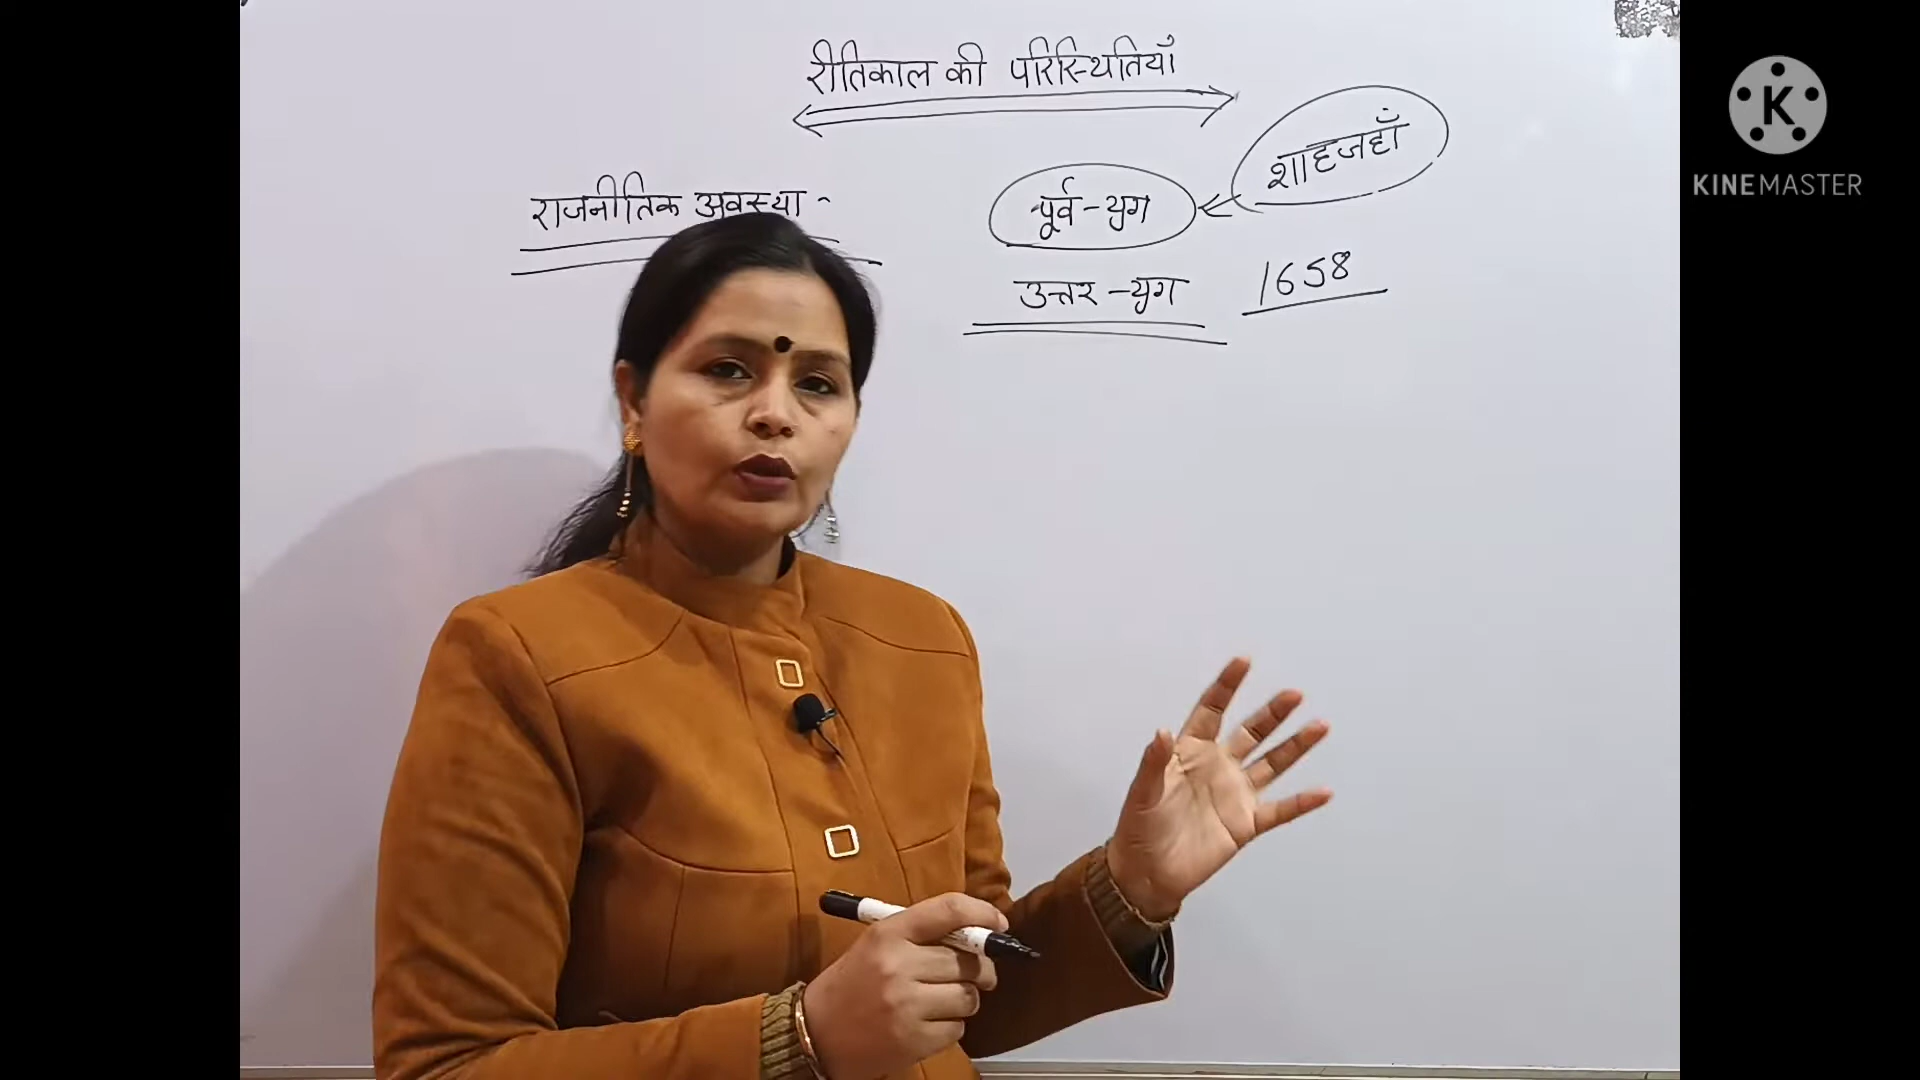 रीतिकाल की परिस्थितियाँ
शाहजहाँ
राजनीतिक अवस्था -
पूर्व-युग
उत्तर-युग 1658
K
KINEMASTER